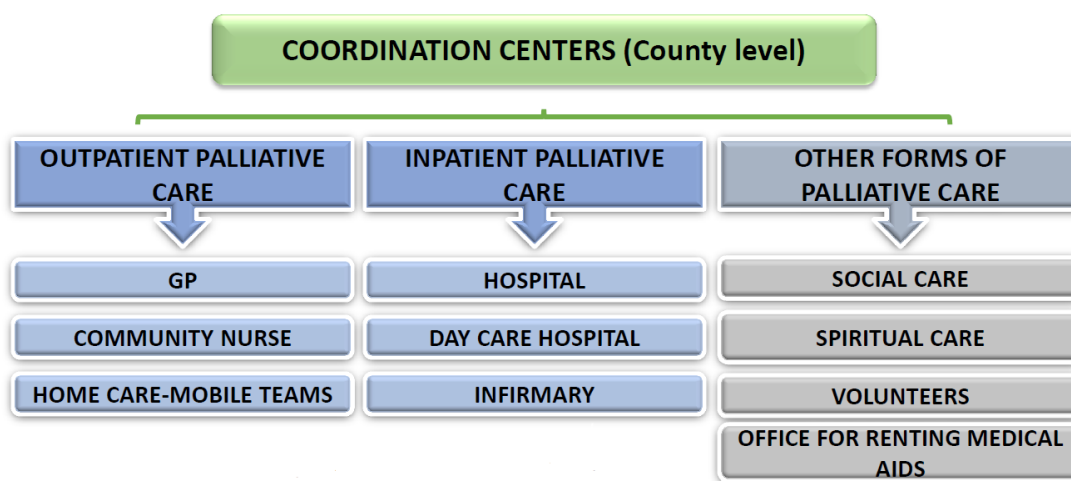 COORDINATION CENTERS (County level)
OUTPATIENT PALLIATIVE
CARE
GP
COMMUNITY NURSE
HOME CARE-MOBILE TEAMS
INPATIENT PALLIATIVE
CARE
HOSPITAL
DAY CARE HOSPITAL
INFIRMARY
OTHER FORMS OF
PALLIATIVE CARE
SOCIAL CARE
SPIRITUAL CARE
VOLUNTEERS
OFFICE FOR RENTING MEDICAL
AIDS